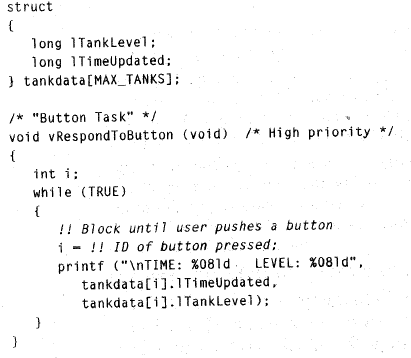 struct
{
long lTankLevel;
long lTimeUpdated;
} tankdata[MAX_TANKS];
/* "Button Task" */
void vRespondToButton (void) /* High priority */
{
int i;
while (TRUE)
{
!! Block until user pushes a button
i = !! ID of button pressed;
printf ("\nTIME: %08ld LEVEL: %08ld",
tankdata[i].lTimeUpdated,
tankdata[i].lTankLevel);
}
}